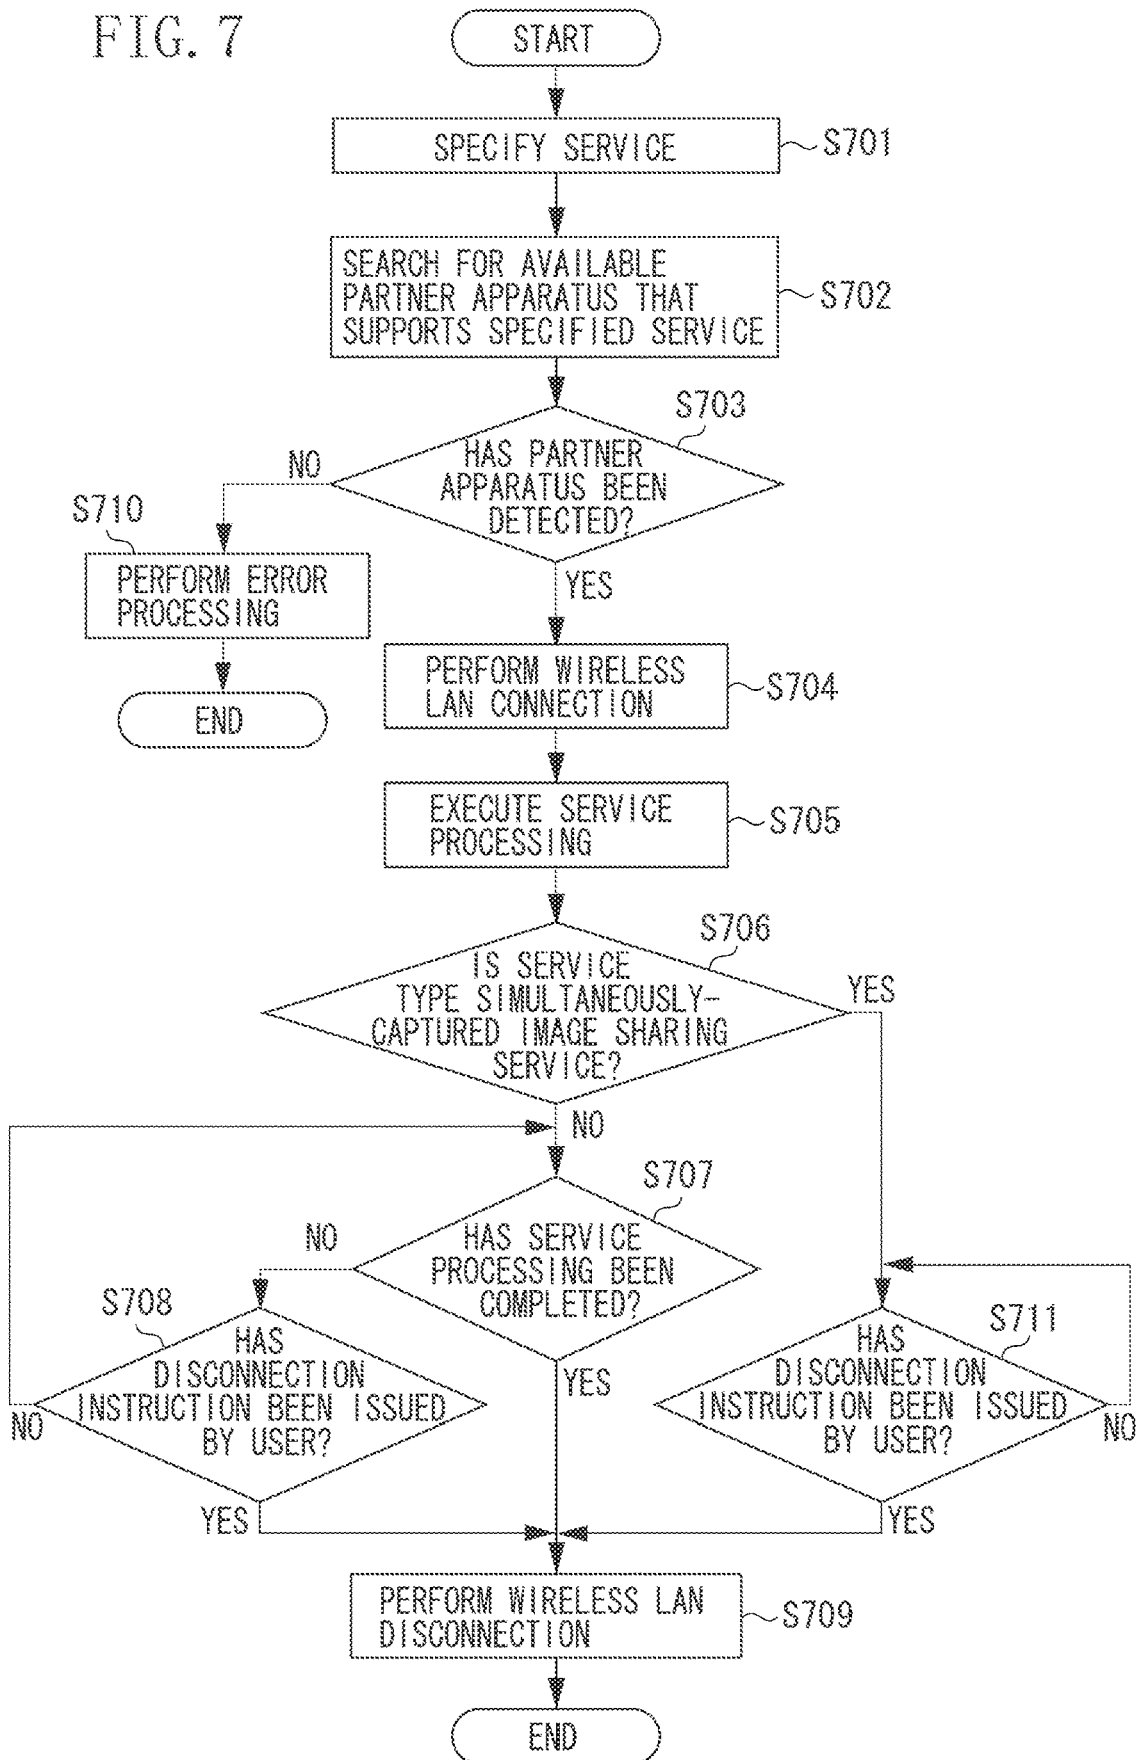 FIG. 7
START
SPECIFY SERVICE
S701
SEARCH FOR AVAILABLE
PARTNER APPARATUS THAT
SUPPORTS SPECIFIED SERVICE
S702
S703
HAS PARTNER
APPARATUS BEEN
DETECTED?
NO
YES
S710
PERFORM ERROR
PROCESSING
END
PERFORM WIRELESS
LAN CONNECTION
S704
EXECUTE SERVICE
PROCESSING
S705
S706
IS SERVICE
TYPE SIMULTANEOUSLY-
CAPTURED IMAGE SHARING
SERVICE?
YES
NO
S707
HAS SERVICE
PROCESSING BEEN
COMPLETED?
NO
YES
S708
HAS
DISCONNECTION
INSTRUCTION BEEN ISSUED
BY USER?
NO
YES
S711
HAS
DISCONNECTION
INSTRUCTION BEEN ISSUED
BY USER?
NO
YES
PERFORM WIRELESS LAN
DISCONNECTION
S709
END